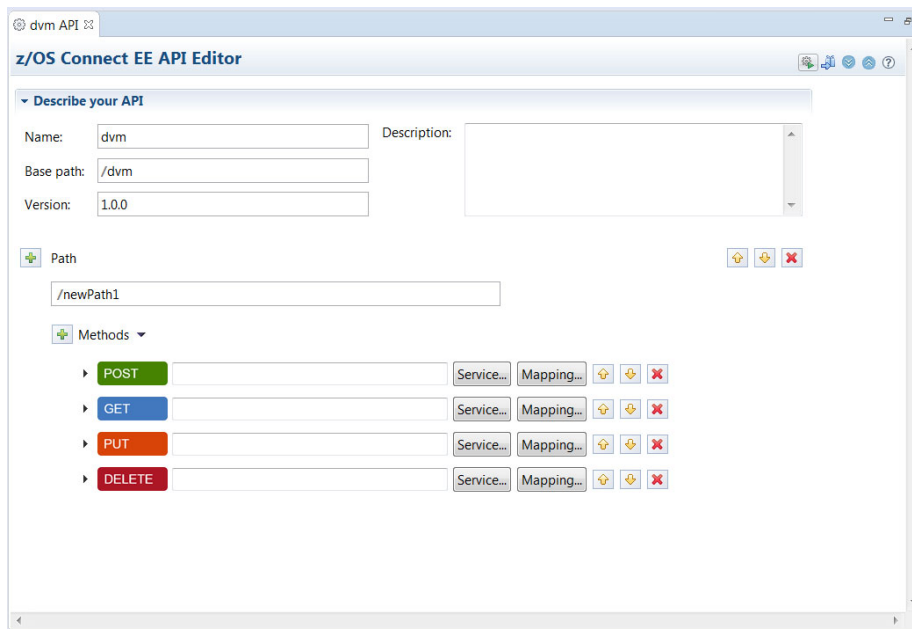 dvm API
z/OS Connect EE API Editor
Describe your API
Name: dvm Description:
Base path: /dvm
Version: 1.0.0
Path
/newPath1
Methods
POST Service... Mapping...
GET Service... Mapping...
PUT Service... Mapping...
DELETE Service... Mapping...